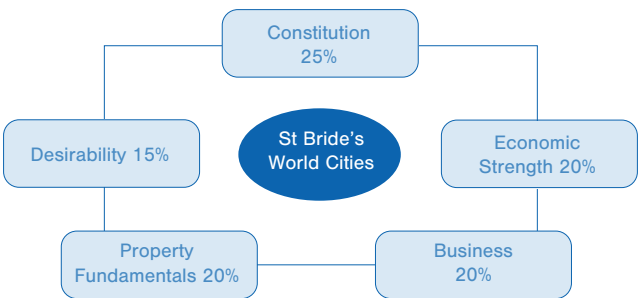 Constitution
25%
St Bride's
World Cities
Desirability 15%
Economic
Strength 20%
Property
Fundamentals 20%
Business
20%